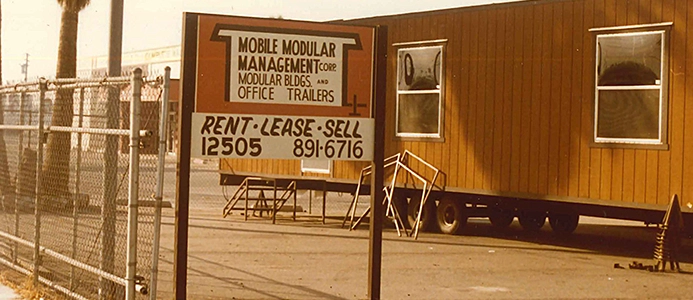 MOBILE MODULAR
MANAGEMENT CORP.
MODULAR BLDGS. AND
OFFICE TRAILERS
RENT • LEASE • SELL
12505 891-6716